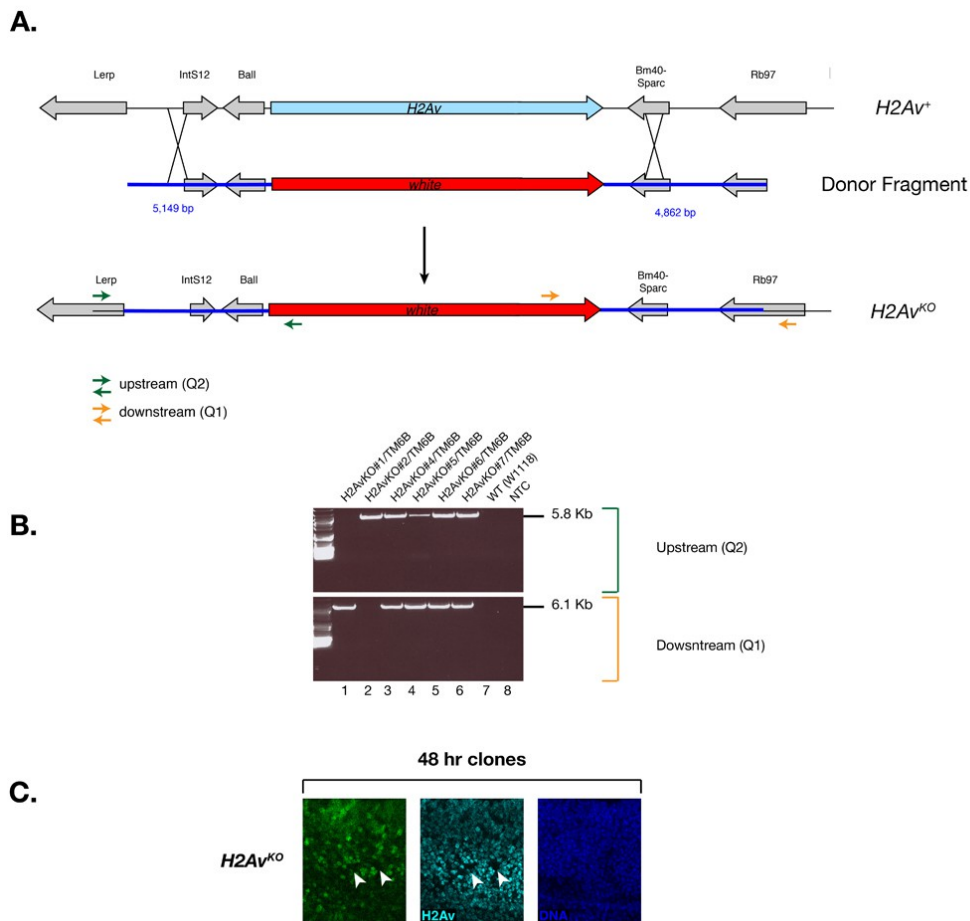 A.
Lerp IntS12 Ball Bm40-
Sparc Rb97
H2Av H2Av⁺
white Donor Fragment
5,149 bp 4,862 bp
Lerp IntS12 Ball Bm40-
Sparc Rb97
white H2Avᴷᴼ
upstream (Q2)
downstream (Q1)
B.
H2AvKO#1/TM6B
H2AvKO#2/TM6B
H2AvKO#4/TM6B
H2AvKO#5/TM6B
H2AvKO#6/TM6B
H2AvKO#7/TM6B
WT (W1118)
NTC
5.8 Kb
Upstream (Q2)
6.1 Kb
Dowsntream (Q1)
1 2 3 4 5 6 7 8
48 hr clones
C.
H2Avᴷᴼ
H2Av DNA